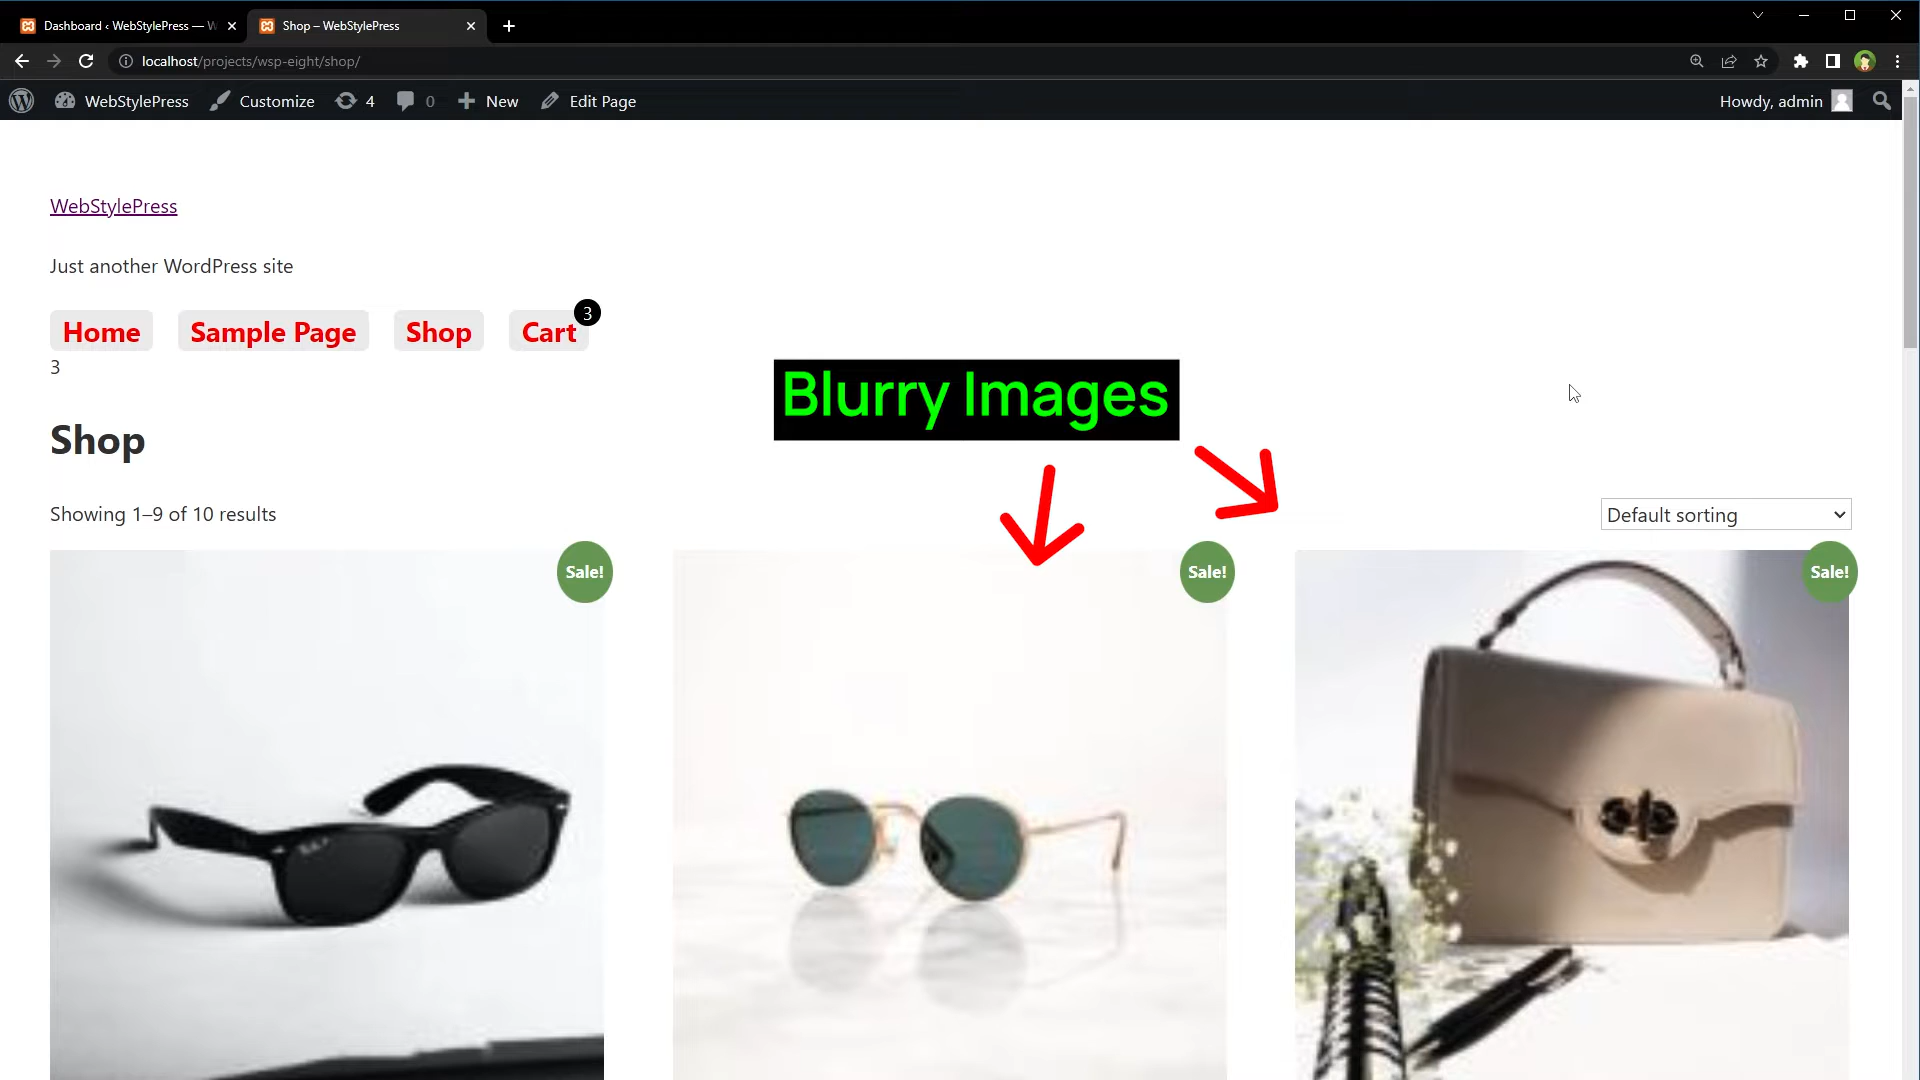 Dashboard ‹ WebStylePress — W
Shop – WebStylePress
localhost/projects/wsp-eight/shop/
WebStylePress
Customize
4
0
New
Edit Page
Howdy, admin
WebStylePress
Just another WordPress site
Home
Sample Page
Shop
Cart
3
3
Blurry Images
Shop
Showing 1–9 of 10 results
Default sorting
Sale!
Sale!
Sale!